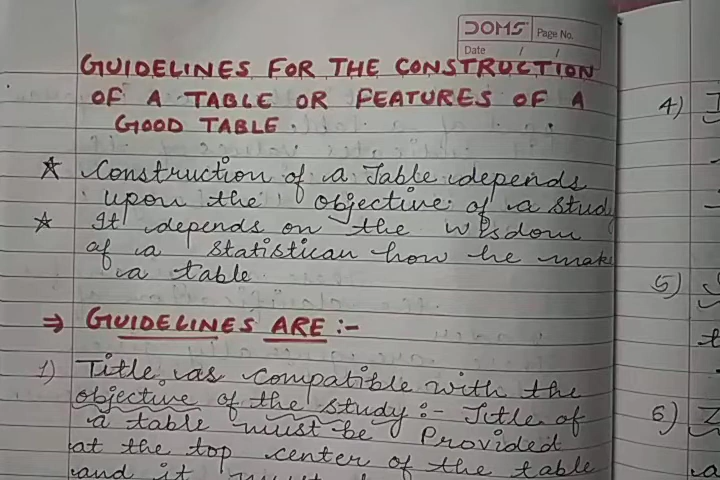 DOMS
Page No.
Date / /
GUIDELINES FOR THE CONSTRUCTION
OF A TABLE OR FEATURES OF A
GOOD TABLE.
☆ Construction of a Table depends
upon the objective of a study
☆ It depends on the wisdom
of a statistican how he make
a table.
⇒ GUIDELINES ARE :-
1) Title as compatible with the
objective of the study :- Title of
a table must be Provided
at the top center of the table
and it must
4)
5)
6)